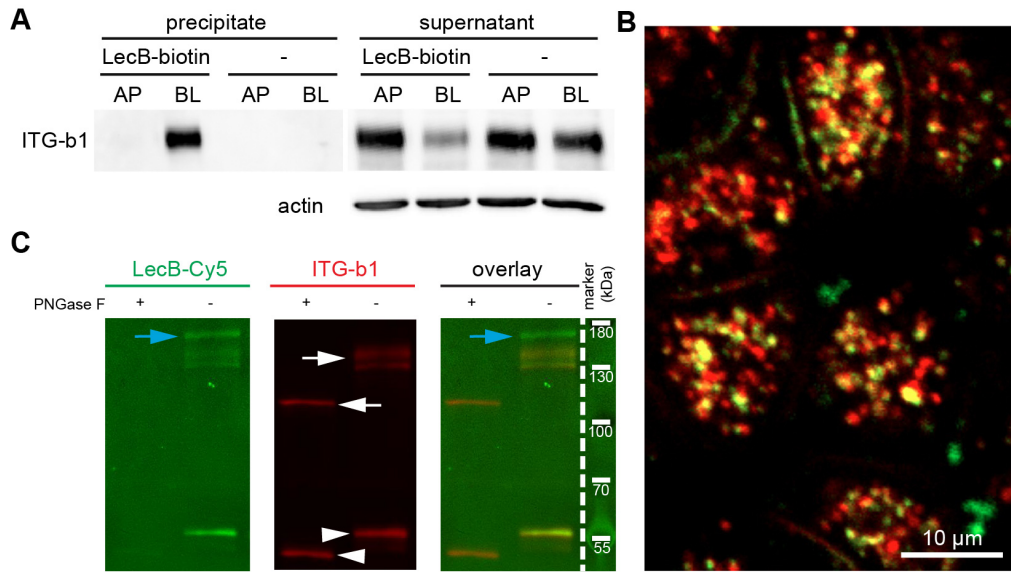 A
precipitate
supernatant
LecB-biotin
-
LecB-biotin
-
AP
BL
AP
BL
AP
BL
AP
BL
ITG-b1
actin
B
10 µm
C
LecB-Cy5
ITG-b1
overlay
marker
(kDa)
PNGase F
+
-
+
-
+
-
180
130
100
70
55